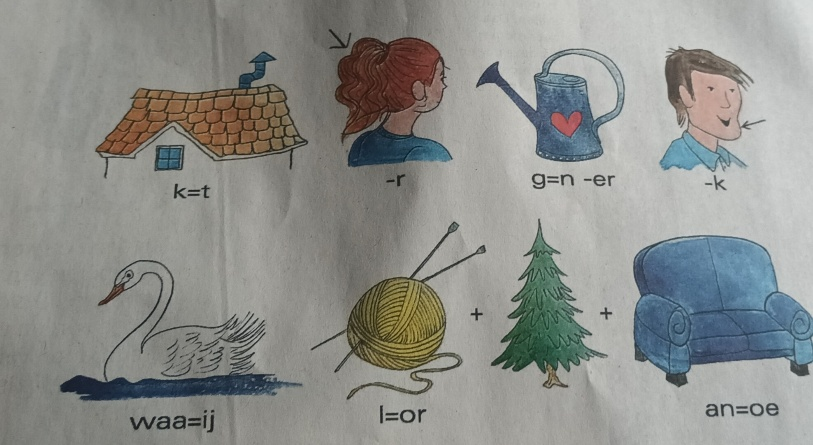 k=t
-r
g=n -er
-k
+
+
waa=ij
l=or
an=oe